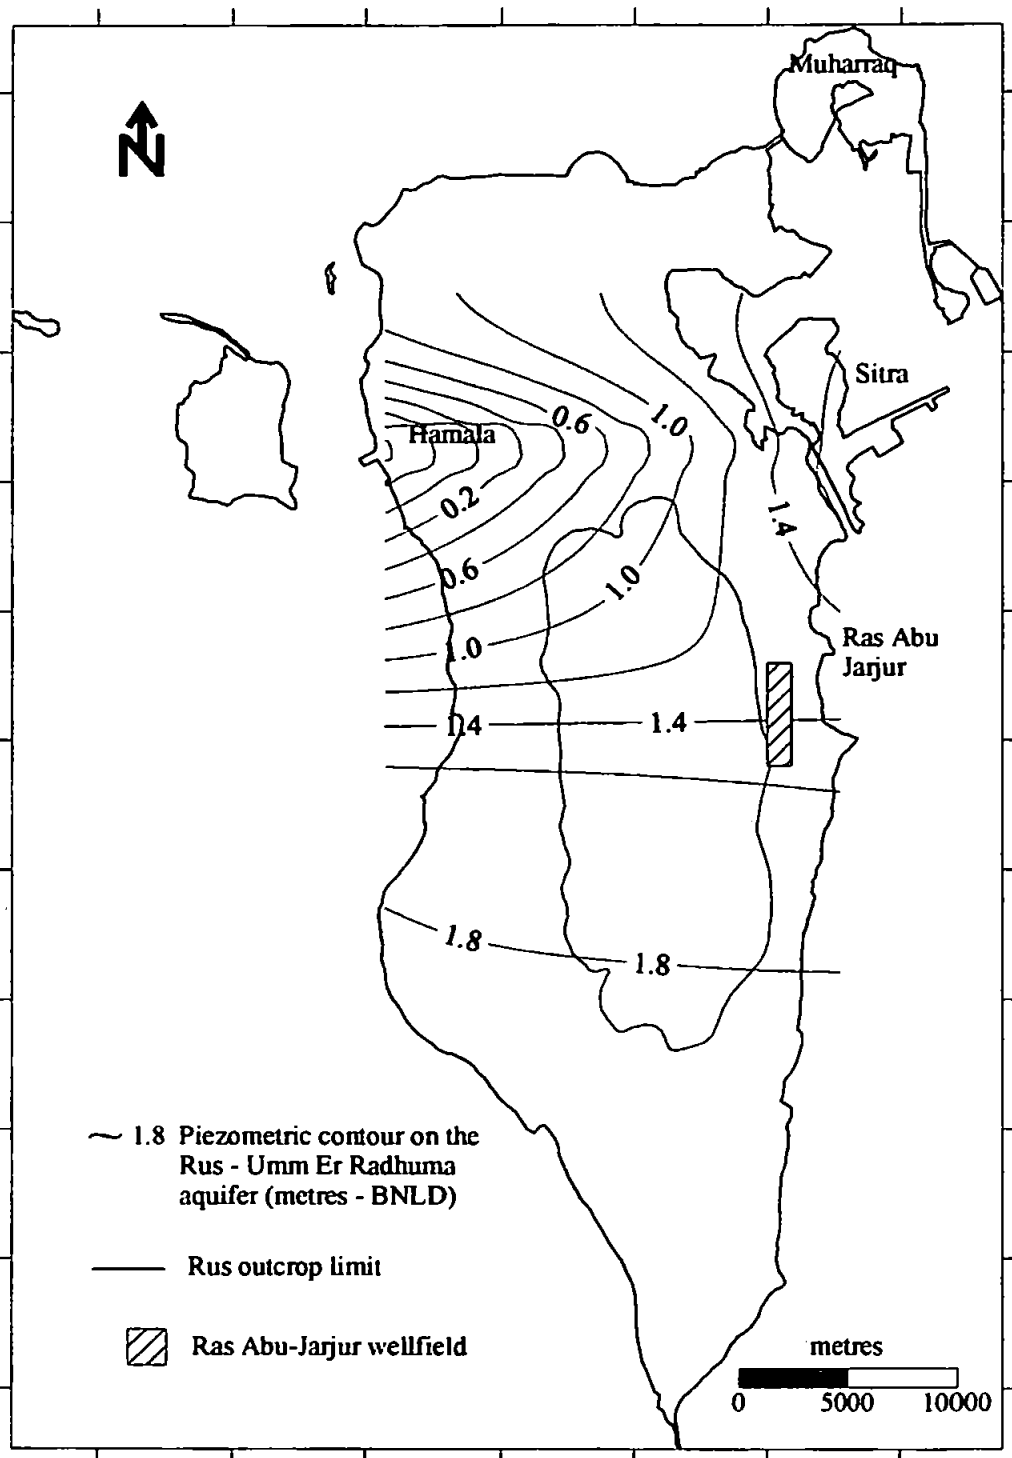 Muharraq
N
Sitra
0.6
1.0
Hamala
0.2
1.4
0.6
1.0
Ras Abu
Jarjur
1.0
1.4
1.4
1.8
1.8
1.8 Piezometric contour on the
Rus - Umm Er Radhuma
aquifer (metres - BNLD)
Rus outcrop limit
Ras Abu-Jarjur wellfield
metres
0 5000 10000